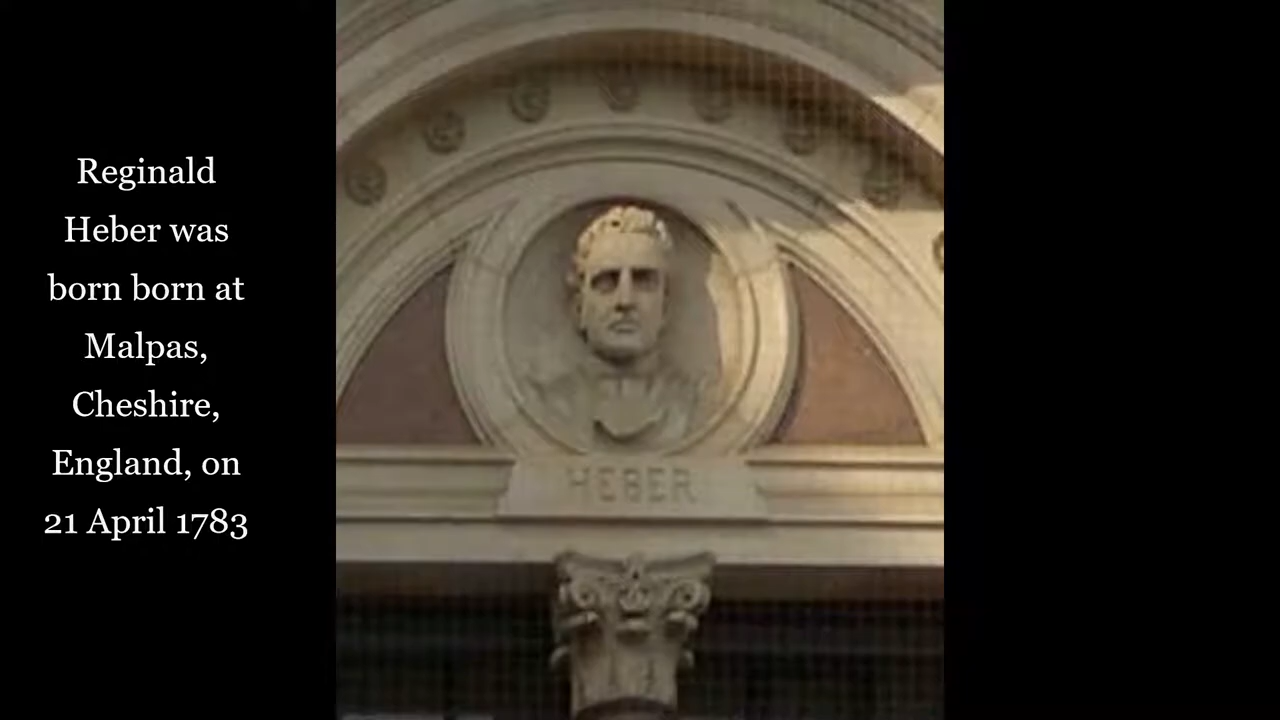 Reginald
Heber was
born born at
Malpas,
Cheshire,
England, on
21 April 1783
HEBER